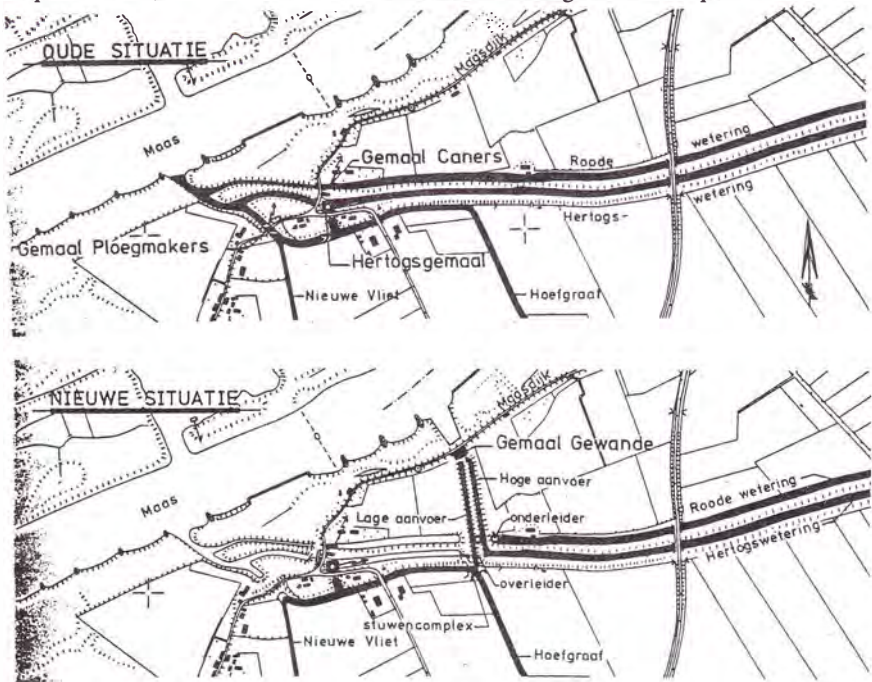 OUDE SITUATIE
Maasdijk
Maas
Gemaal Caners
Roode
wetering
Gemaal Ploegmakers
Hertogs-
wetering
Hertogsgemaal
Nieuwe Vliet
Hoefgraaf
NIEUWE SITUATIE
Maasdijk
Gemaal Gewande
Maas
Hoge aanvoer
Roode wetering
Lage aanvoer
onderleider
Hertogswetering
overleider
stuwencomplex
Nieuwe Vliet
Hoefgraaf